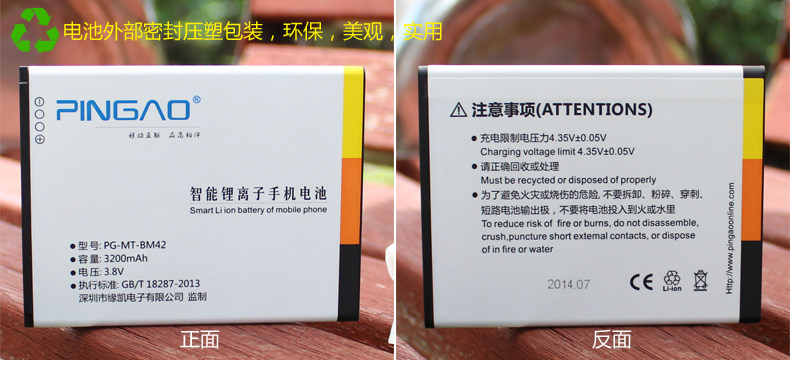 电池外部密封压塑包装，环保，美观，实用
PINGAO®
移动互联 品高相伴
智能锂离子手机电池
Smart Li ion battery of mobile phone
型号: PG-MT-BM42
容量: 3200mAh
电压: 3.8V
执行标准: GB/T 18287-2013
深圳市缘凯电子有限公司 监制
正面
注意事项(ATTENTIONS)
充电限制电压力4.35V±0.05V
Charging voltage limit 4.35V±0.05V
请正确回收或处理
Must be recycled or disposed of properly
为了避免火灾或烧伤的危险, 不要拆卸、粉碎、穿刺、
短路电池输出极，不要将电池投入到火或水里
To reduce risk of fire or burns, do not disassemble,
crush,puncture short external contacts, or dispose
of in fire or water
2014.07
CE
Li-ion
Http://www.pingaoonline.com
反面